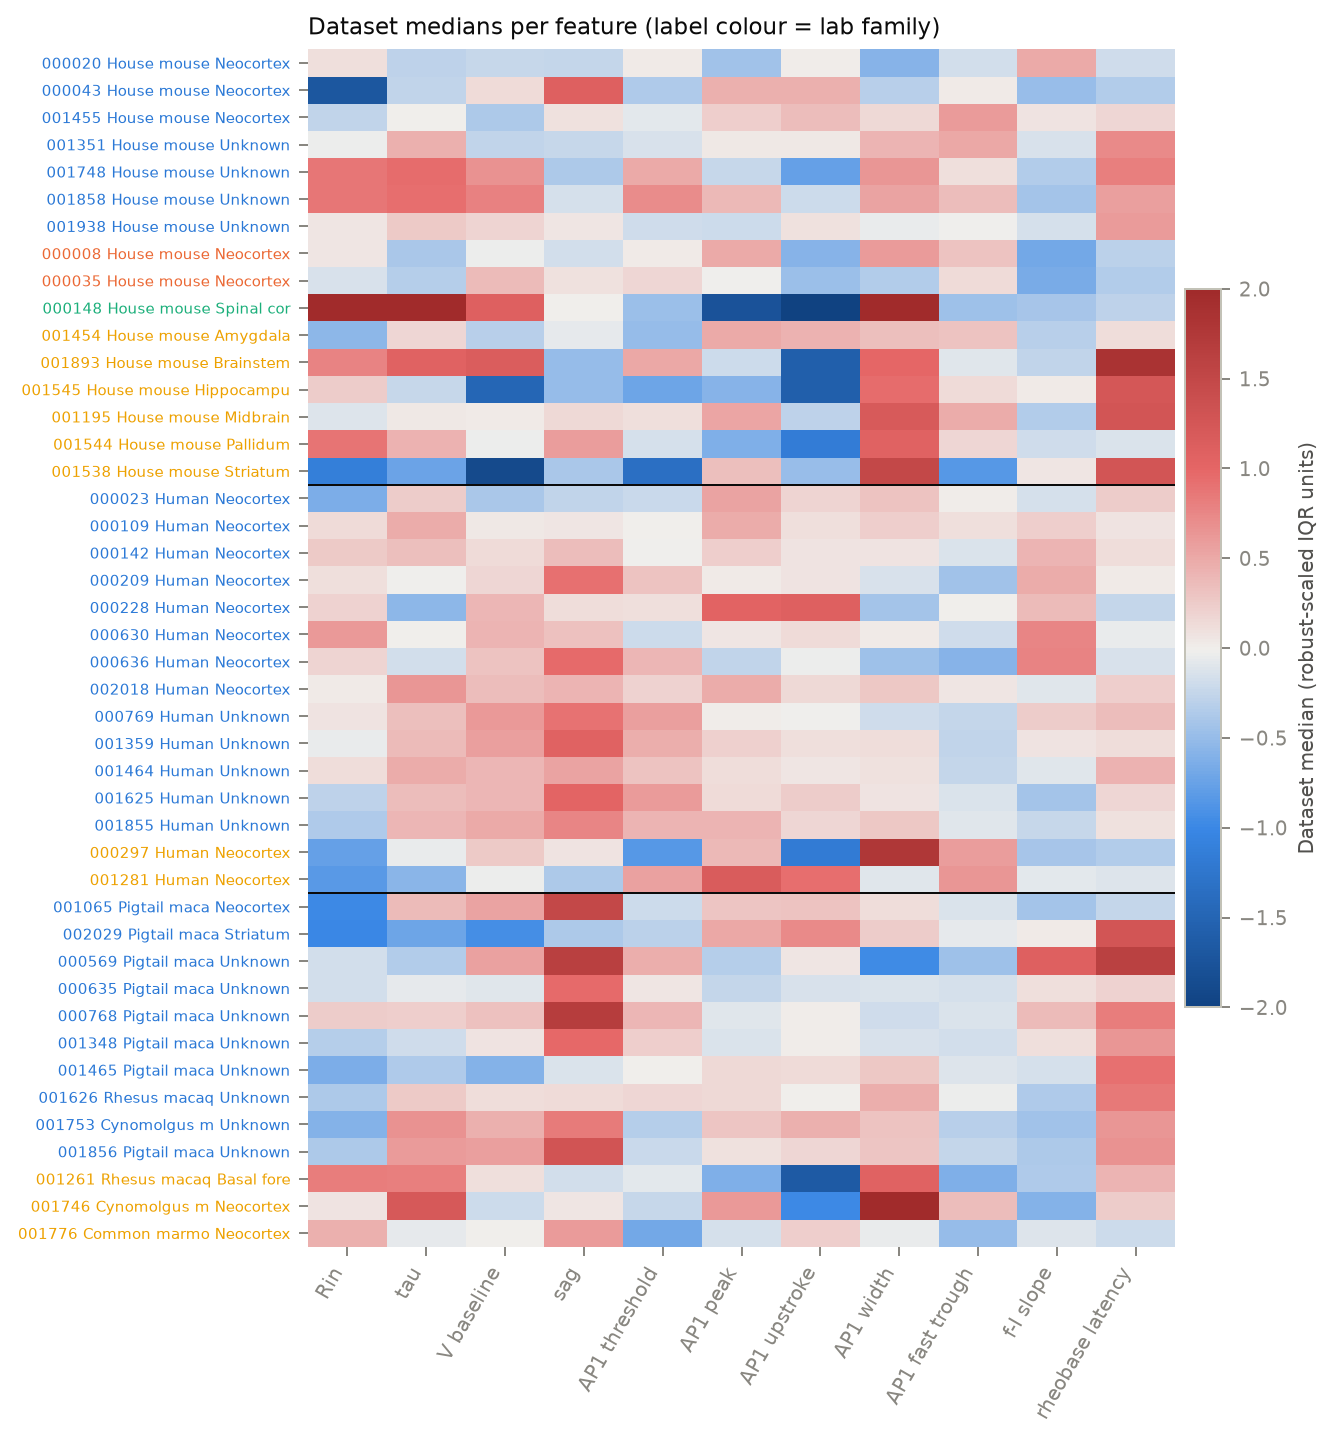 Dataset medians per feature (label colour = lab family)
000020 House mouse Neocortex
000043 House mouse Neocortex
001455 House mouse Neocortex
001351 House mouse Unknown
001748 House mouse Unknown
001858 House mouse Unknown
001938 House mouse Unknown
000008 House mouse Neocortex
000035 House mouse Neocortex
000148 House mouse Spinal cor
001454 House mouse Amygdala
001893 House mouse Brainstem
001545 House mouse Hippocampu
001195 House mouse Midbrain
001544 House mouse Pallidum
001538 House mouse Striatum
000023 Human Neocortex
000109 Human Neocortex
000142 Human Neocortex
000209 Human Neocortex
000228 Human Neocortex
000630 Human Neocortex
000636 Human Neocortex
002018 Human Neocortex
000769 Human Unknown
001359 Human Unknown
001464 Human Unknown
001625 Human Unknown
001855 Human Unknown
000297 Human Neocortex
001281 Human Neocortex
001065 Pigtail maca Neocortex
002029 Pigtail maca Striatum
000569 Pigtail maca Unknown
000635 Pigtail maca Unknown
000768 Pigtail maca Unknown
001348 Pigtail maca Unknown
001465 Pigtail maca Unknown
001626 Rhesus macaq Unknown
001753 Cynomolgus m Unknown
001856 Pigtail maca Unknown
001261 Rhesus macaq Basal fore
001746 Cynomolgus m Neocortex
001776 Common marmo Neocortex
Rin
tau
V baseline
sag
AP1 threshold
AP1 peak
AP1 upstroke
AP1 width
AP1 fast trough
f-I slope
rheobase latency
2.0
1.5
1.0
0.5
0.0
−0.5
−1.0
−1.5
−2.0
Dataset median (robust-scaled IQR units)